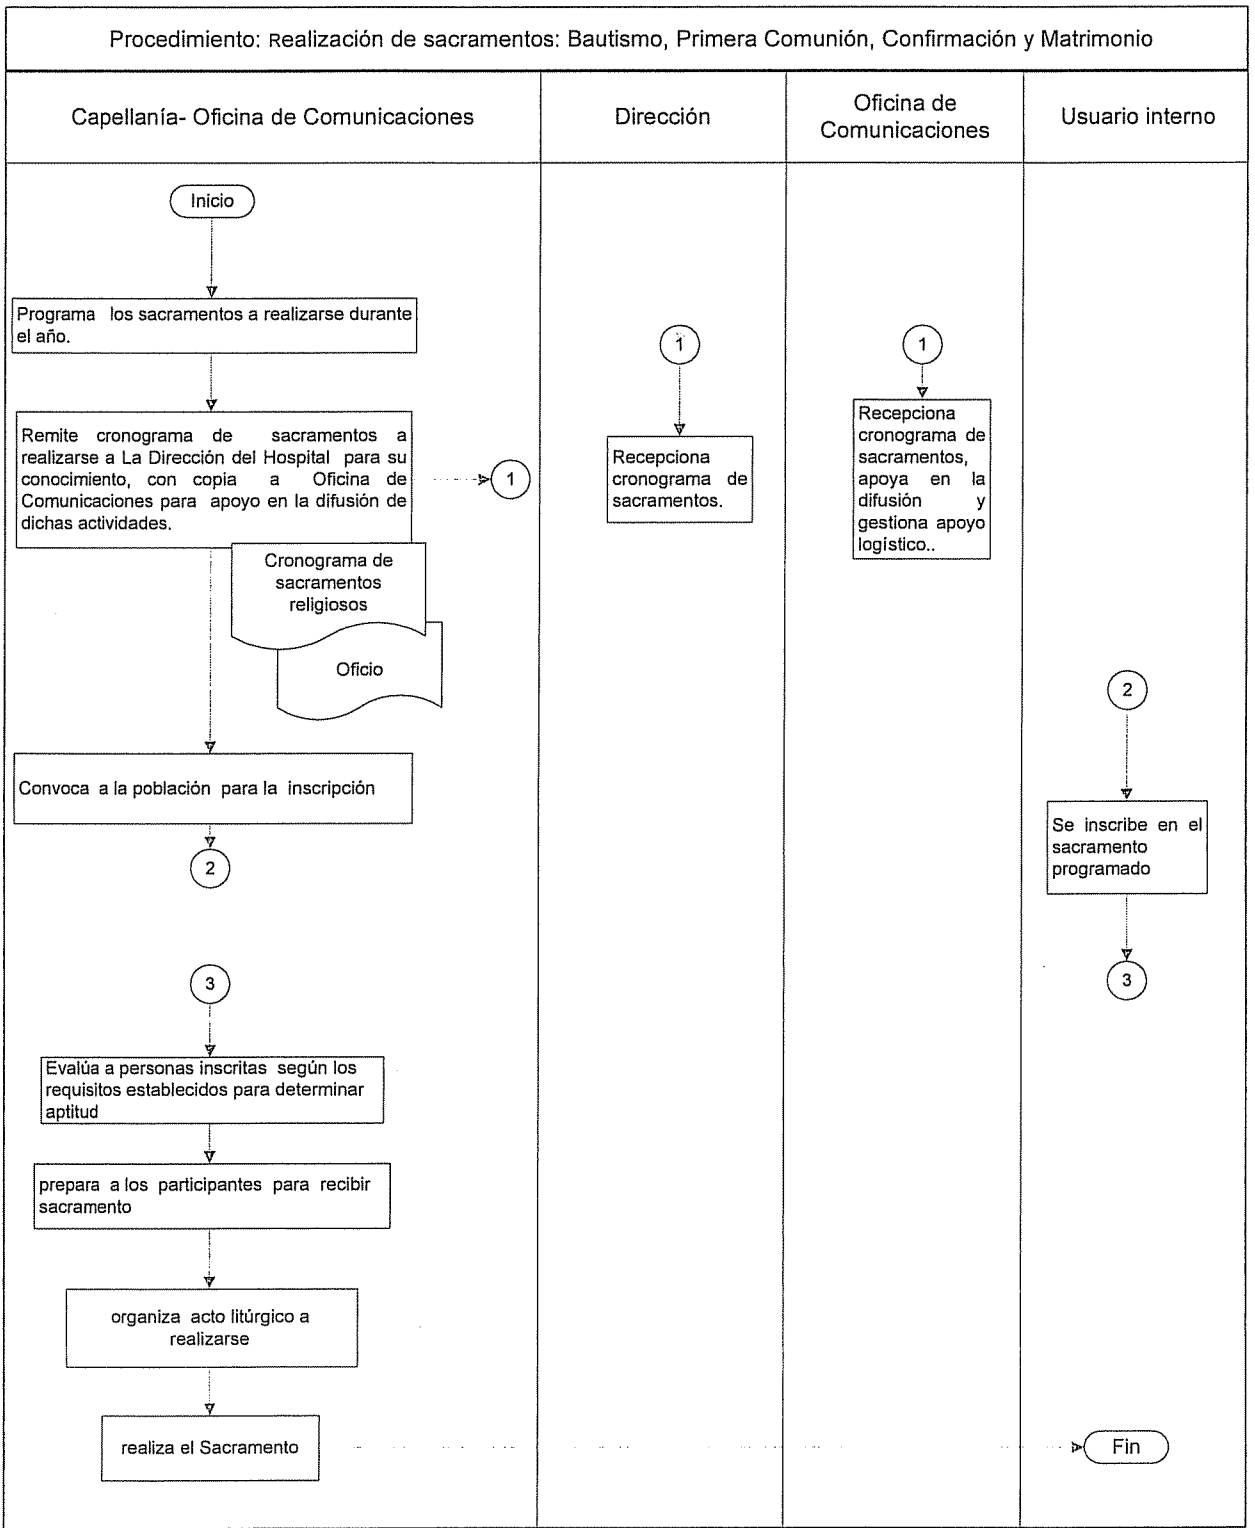 Procedimiento: Realización de sacramentos: Bautismo, Primera Comunión, Confirmación y Matrimonio
Capellanía- Oficina de Comunicaciones
Dirección
Oficina de
Comunicaciones
Usuario interno
Inicio
Programa los sacramentos a realizarse durante
el año.
Remite cronograma de sacramentos a
realizarse a La Dirección del Hospital para su
conocimiento, con copia a Oficina de
Comunicaciones para apoyo en la difusión de
dichas actividades.
1
Cronograma de
sacramentos
religiosos
Oficio
Convoca a la población para la inscripción
2
3
Evalúa a personas inscritas según los
requisitos establecidos para determinar
aptitud
prepara a los participantes para recibir
sacramento
organiza acto litúrgico a
realizarse
realiza el Sacramento
1
Recepciona
cronograma de
sacramentos.
1
Recepciona
cronograma de
sacramentos,
apoya en la
difusión y
gestiona apoyo
logístico..
2
Se inscribe en el
sacramento
programado
3
Fin